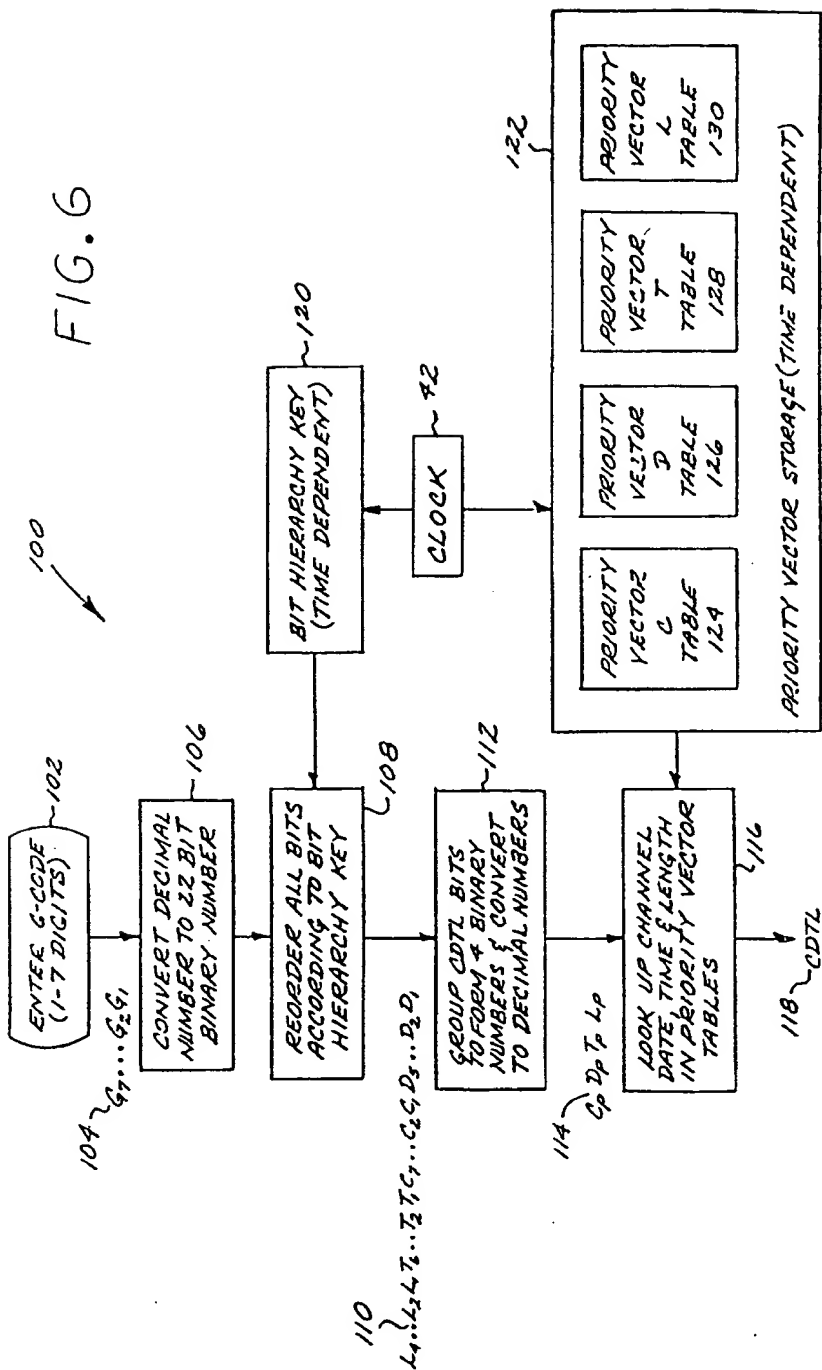 FIG. 6
100
102
ENTER G-CODE
(1-7 DIGITS)
104 G₇...G₂G₁
106
CONVERT DECIMAL
NUMBER TO 22 BIT
BINARY NUMBER
108
REORDER ALL BITS
ACCORDING TO BIT
HIERARCHY KEY
110
L₄..L₂L₁T₆..T₂T₁C₇...C₂C₁D₅..D₂D₁
112
GROUP CDTL BITS
TO FORM 4 BINARY
NUMBERS & CONVERT
TO DECIMAL NUMBERS
114
Cₚ Dₚ Tₚ Lₚ
LOOK UP CHANNEL
DATE TIME & LENGTH
IN PRIORITY VECTOR
TABLES
116
118 CDTL
120
BIT HIERARCHY KEY
(TIME DEPENDENT)
CLOCK
42
122
PRIORITY
VECTOR
C
TABLE
124
PRIORITY
VECTOR
D
TABLE
126
PRIORITY
VECTOR
T
TABLE
128
PRIORITY
VECTOR
L
TABLE
130
PRIORITY VECTOR STORAGE (TIME DEPENDENT)